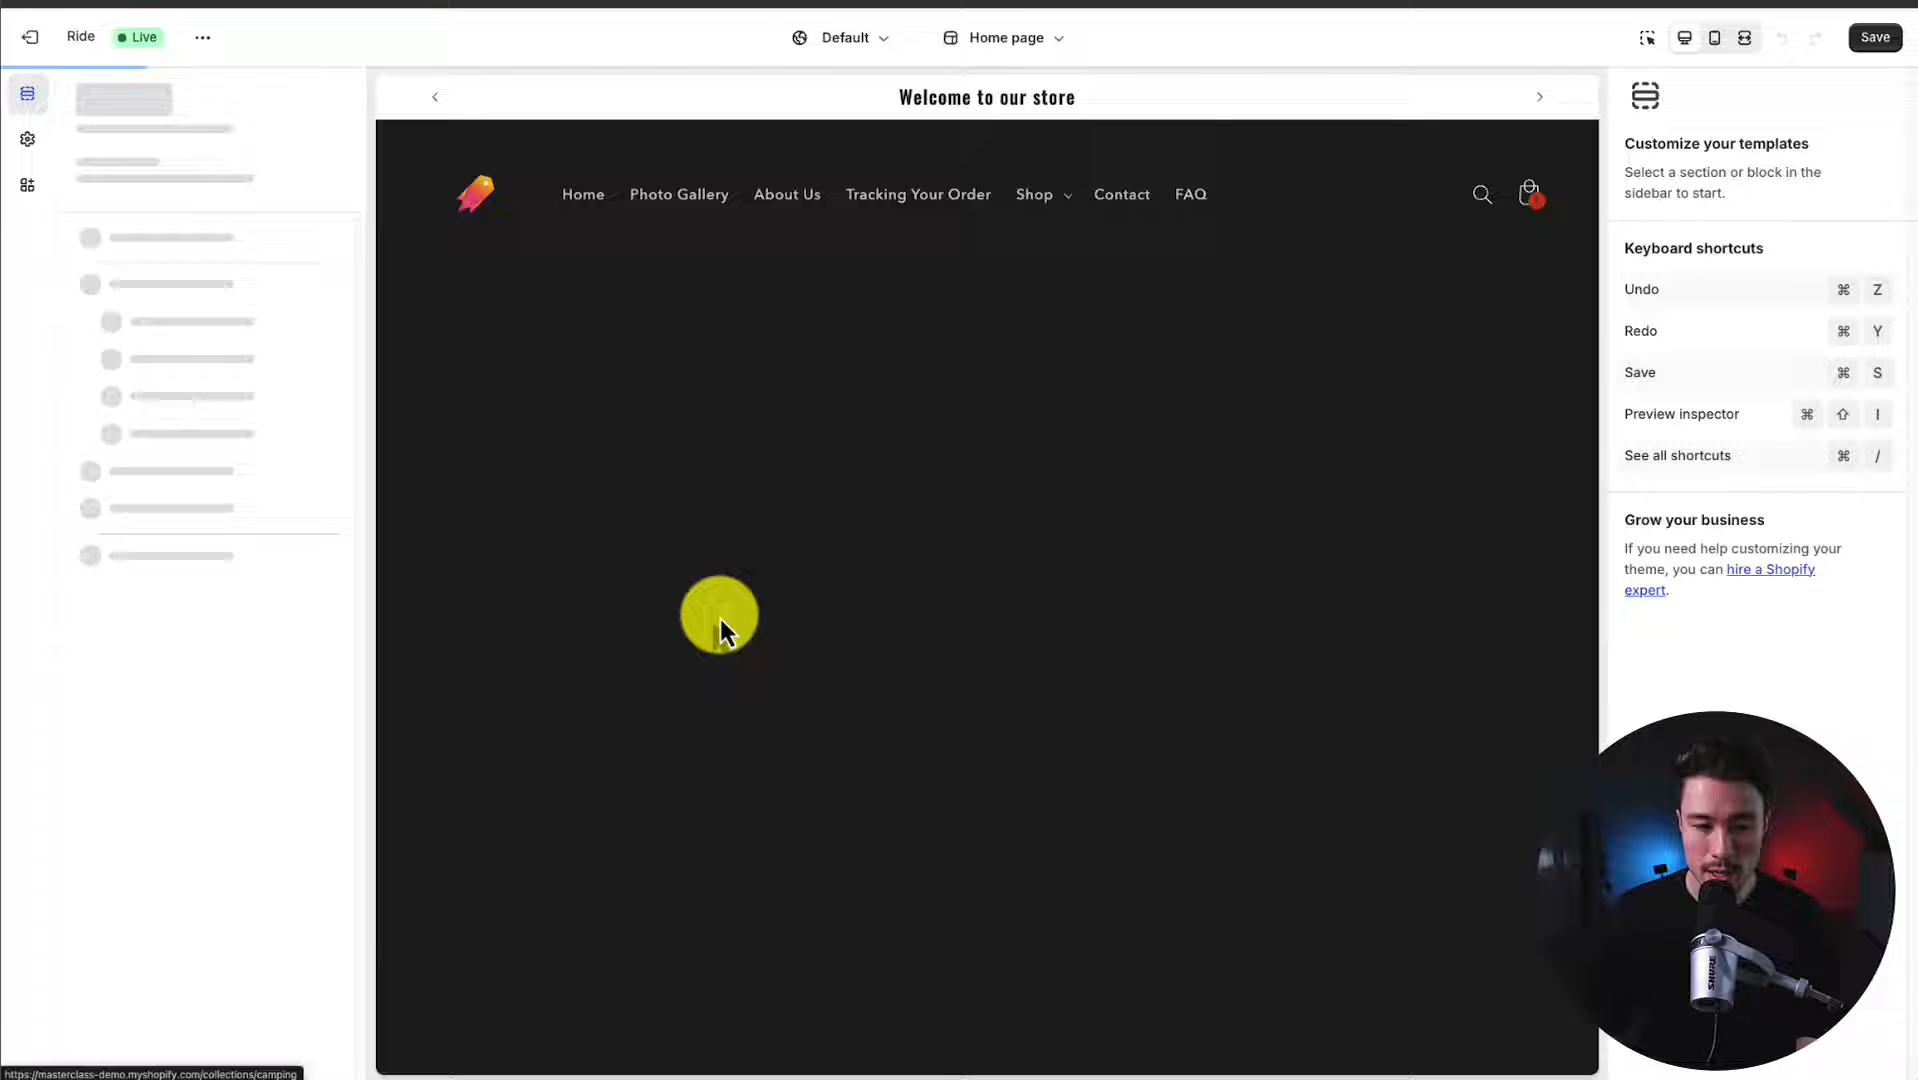 Ride
Live
Default
Home page
Save
Welcome to our store
Home
Photo Gallery
About Us
Tracking Your Order
Shop
Contact
FAQ
Customize your templates
Select a section or block in the
sidebar to start.
Keyboard shortcuts
Undo ⌘ Z
Redo ⌘ Y
Save ⌘ S
Preview inspector ⌘ ⇧ I
See all shortcuts ⌘ /
Grow your business
If you need help customizing your
theme, you can hire a Shopify
expert.
SHURE
https://masterclass-demo.myshopify.com/collections/camping